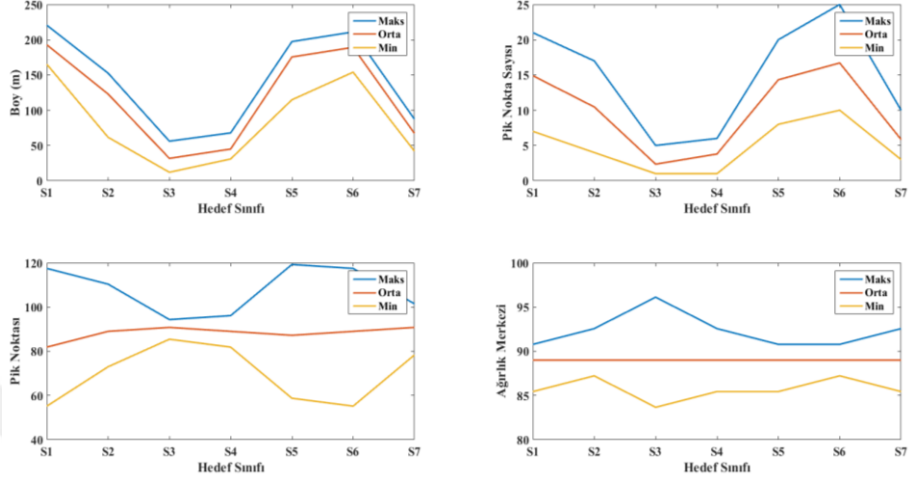 250
200
150
100
50
0
Boy (m)
S1 S2 S3 S4 S5 S6 S7
Hedef Sınıfı
Maks
Orta
Min
25
20
15
10
5
0
Pik Nokta Sayısı
S1 S2 S3 S4 S5 S6 S7
Hedef Sınıfı
Maks
Orta
Min
120
100
80
60
40
Pik Noktası
S1 S2 S3 S4 S5 S6 S7
Hedef Sınıfı
Maks
Orta
Min
100
95
90
85
80
Ağırlık Merkezi
S1 S2 S3 S4 S5 S6 S7
Hedef Sınıfı
Maks
Orta
Min